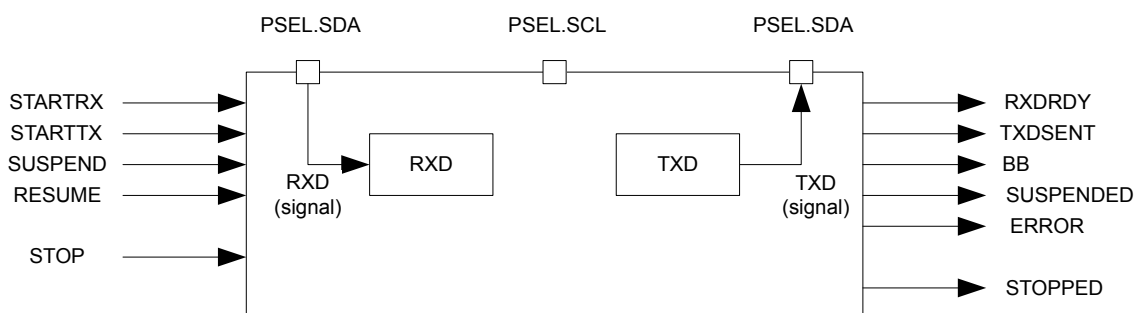 PSEL.SDA
PSEL.SCL
PSEL.SDA
STARTRX
STARTTX
SUSPEND
RESUME
STOP
RXD
(signal)
RXD
TXD
TXD
(signal)
RXDRDY
TXDSENT
BB
SUSPENDED
ERROR
STOPPED